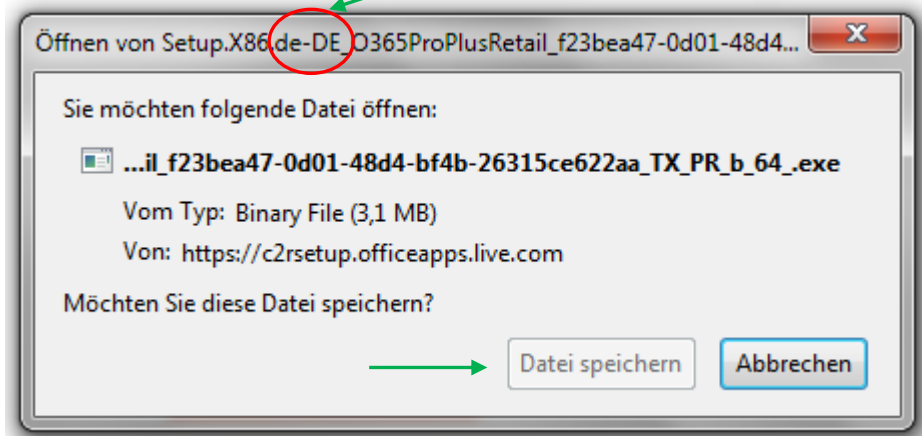 Öffnen von Setup.X86.de-DE_O365ProPlusRetail_f23bea47-0d01-48d4...
Sie möchten folgende Datei öffnen:
...il_f23bea47-0d01-48d4-bf4b-26315ce622aa_TX_PR_b_64_.exe
Vom Typ: Binary File (3,1 MB)
Von: https://c2rsetup.officeapps.live.com
Möchten Sie diese Datei speichern?
Datei speichern Abbrechen